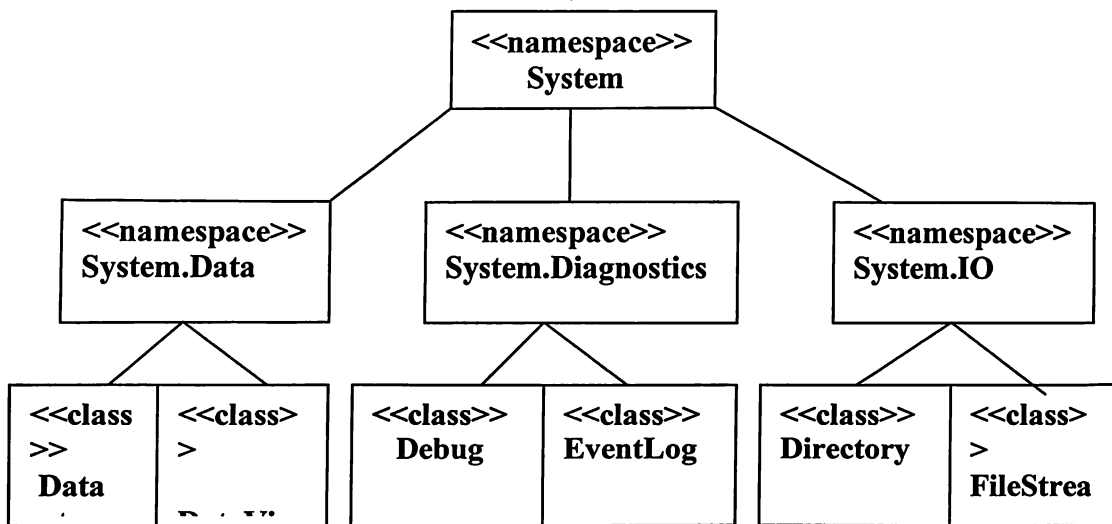 <<namespace>>
System
<<namespace>>
System.Data
<<namespace>>
System.Diagnostics
<<namespace>>
System.IO
<<class
>>
Data
<<class>
>
<<class>>
Debug
<<class>>
EventLog
<<class>>
Directory
<<class>
>
FileStrea